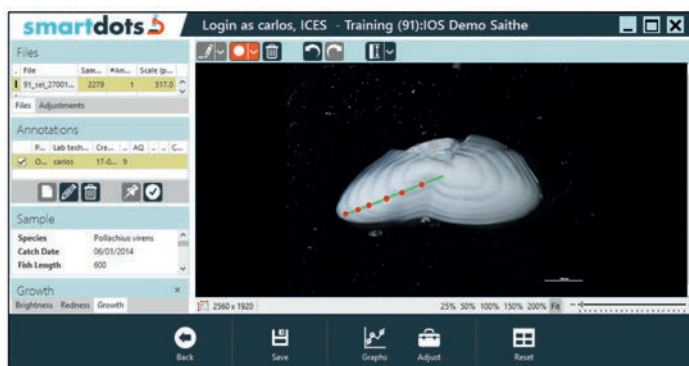 smartdots Login as carlos, ICES - Training (91):IOS Demo Saithe
Files
. File Sam... #An... Scale (p...
91_sel_27001... 2279 1 317.0
Files Adjustments
Annotations
P... Lab tech... Cre... .. AQ ... .. C...
O... carlos 17-0... 9
Sample
Species Pollachius virens
Catch Date 06/01/2014
Fish Length 600
Growth ×
Brightness Redness Growth
2560 x 1920 25% 50% 100% 150% 200% Fit
Back Save Graphs Adjust Reset